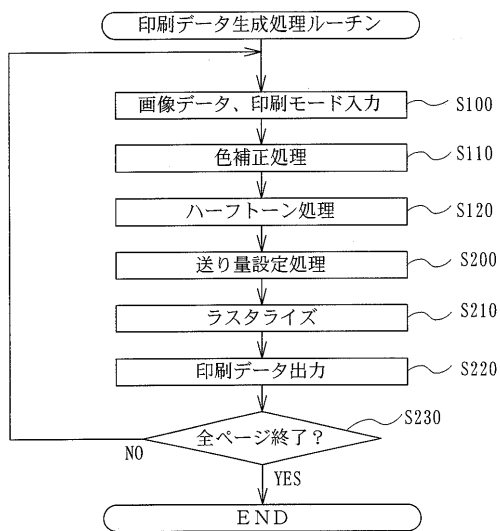 印刷データ生成処理ルーチン
画像データ、印刷モード入力
S100
色補正処理
S110
ハーフトーン処理
S120
送り量設定処理
S200
ラスタライズ
S210
印刷データ出力
S220
全ページ終了？
S230
NO
YES
END